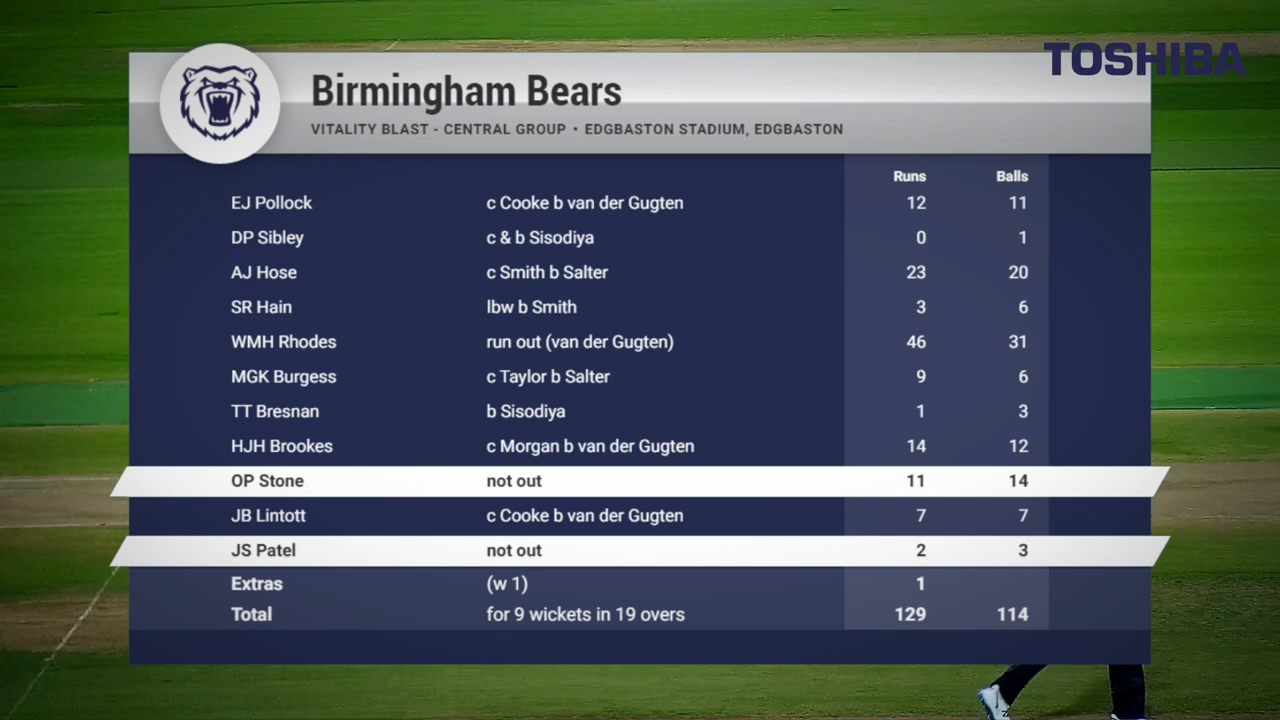 TOSHIBA
Birmingham Bears
VITALITY BLAST - CENTRAL GROUP • EDGBASTON STADIUM, EDGBASTON
Runs Balls
EJ Pollock c Cooke b van der Gugten 12 11
DP Sibley c & b Sisodiya 0 1
AJ Hose c Smith b Salter 23 20
SR Hain lbw b Smith 3 6
WMH Rhodes run out (van der Gugten) 46 31
MGK Burgess c Taylor b Salter 9 6
TT Bresnan b Sisodiya 1 3
HJH Brookes c Morgan b van der Gugten 14 12
OP Stone not out 11 14
JB Lintott c Cooke b van der Gugten 7 7
JS Patel not out 2 3
Extras (w 1) 1
Total for 9 wickets in 19 overs 129 114